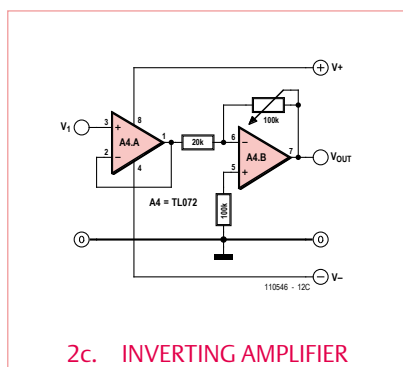 V+
8
100k
V1
3
+
A4.A
1
20k
6
−
7
VOUT
2
−
A4.B
5
+
4
A4 = TL072
100k
0
0
V−
110546 - 12C
2c. INVERTING AMPLIFIER